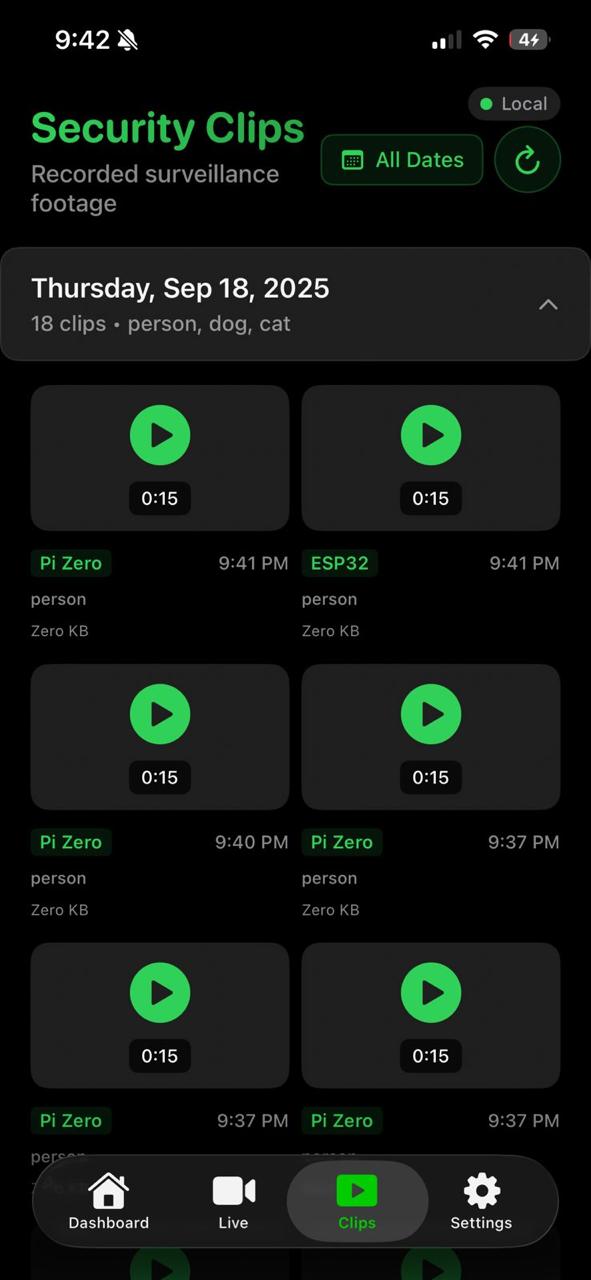 9:42
4
Local
Security Clips
All Dates
Recorded surveillance
footage
Thursday, Sep 18, 2025
18 clips • person, dog, cat
0:15
0:15
Pi Zero 9:41 PM
ESP32 9:41 PM
person
person
Zero KB
Zero KB
0:15
0:15
Pi Zero 9:40 PM
Pi Zero 9:37 PM
person
person
Zero KB
Zero KB
0:15
0:15
Pi Zero 9:37 PM
Pi Zero 9:37 PM
person
Dashboard
Live
Clips
Settings